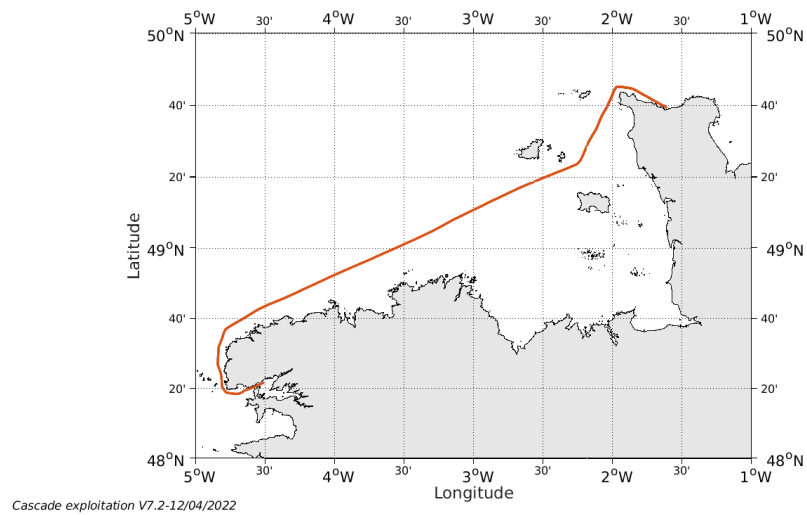 5°W 30' 4°W 30' 3°W 30' 2°W 30' 1°W
50°N 50°N
40' 40'
20' 20'
49°N 49°N
40' 40'
20' 20'
48°N 48°N
5°W 30' 4°W 30' 3°W 30' 2°W 30' 1°W
Latitude
Longitude
Cascade exploitation V7.2-12/04/2022